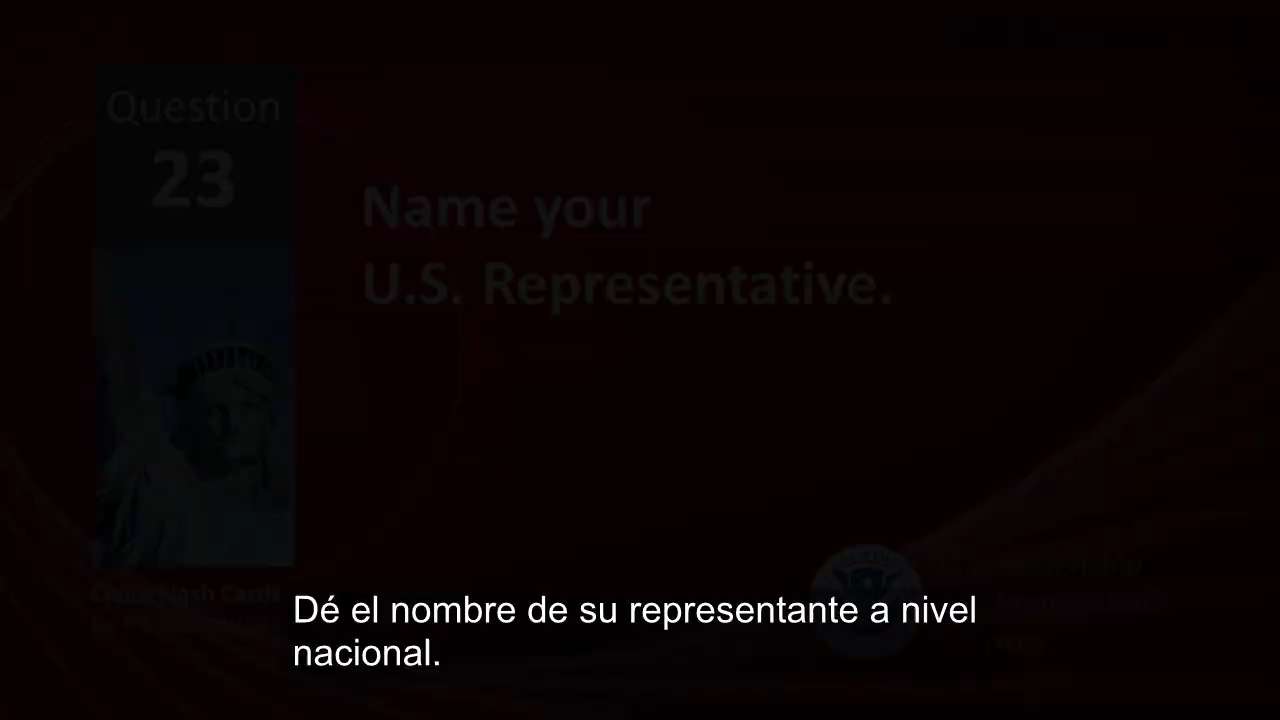 Question
23
Name your
U.S. Representative.
Dé el nombre de su representante a nivel
nacional.